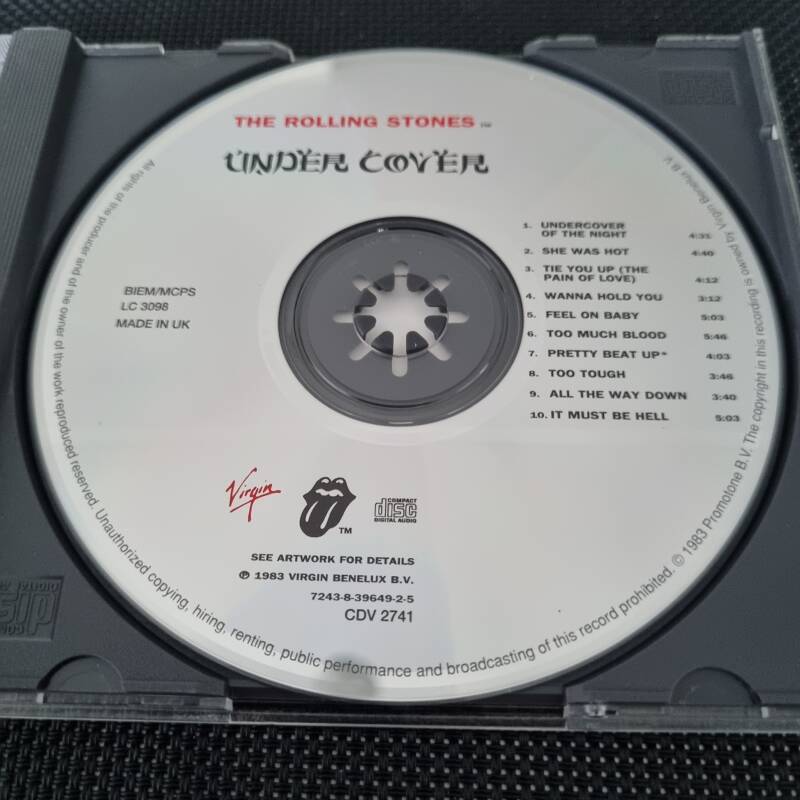 THE ROLLING STONES TM
UNDER COVER
1. UNDERCOVER
OF THE NIGHT 4:31
2. SHE WAS HOT 4:40
3. TIE YOU UP (THE
PAIN OF LOVE) 4:12
4. WANNA HOLD YOU 3:12
5. FEEL ON BABY 5:03
6. TOO MUCH BLOOD 5:46
7. PRETTY BEAT UP* 4:03
8. TOO TOUGH 3:46
9. ALL THE WAY DOWN 3:40
10. IT MUST BE HELL 5:03
BIEM/MCPS
LC 3098
MADE IN UK
Virgin
TM
COMPACT
disc
DIGITAL AUDIO
SEE ARTWORK FOR DETAILS
℗ 1983 VIRGIN BENELUX B.V.
7243-8-39649-2-5
CDV 2741
All rights of the producer and of the owner of the work reproduced reserved. Unauthorized copying, hiring, renting, public performance and broadcasting of this record prohibited. © 1983 Promotone B.V. The copyright in this recording is owned by Virgin Benelux B.V.